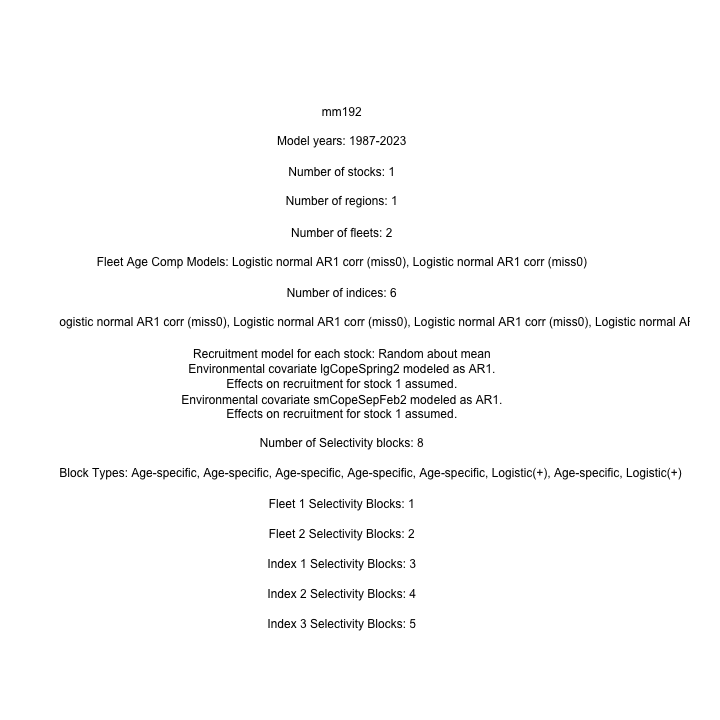 mm192
Model years: 1987-2023
Number of stocks: 1
Number of regions: 1
Number of fleets: 2
Fleet Age Comp Models: Logistic normal AR1 corr (miss0), Logistic normal AR1 corr (miss0)
Number of indices: 6
ogistic normal AR1 corr (miss0), Logistic normal AR1 corr (miss0), Logistic normal AR1 corr (miss0), Logistic normal
Recruitment model for each stock: Random about mean
Environmental covariate lgCopeSpring2 modeled as AR1.
Effects on recruitment for stock 1 assumed.
Environmental covariate smCopeSepFeb2 modeled as AR1.
Effects on recruitment for stock 1 assumed.
Number of Selectivity blocks: 8
Block Types: Age-specific, Age-specific, Age-specific, Age-specific, Age-specific, Logistic(+), Age-specific, Logistic(+)
Fleet 1 Selectivity Blocks: 1
Fleet 2 Selectivity Blocks: 2
Index 1 Selectivity Blocks: 3
Index 2 Selectivity Blocks: 4
Index 3 Selectivity Blocks: 5